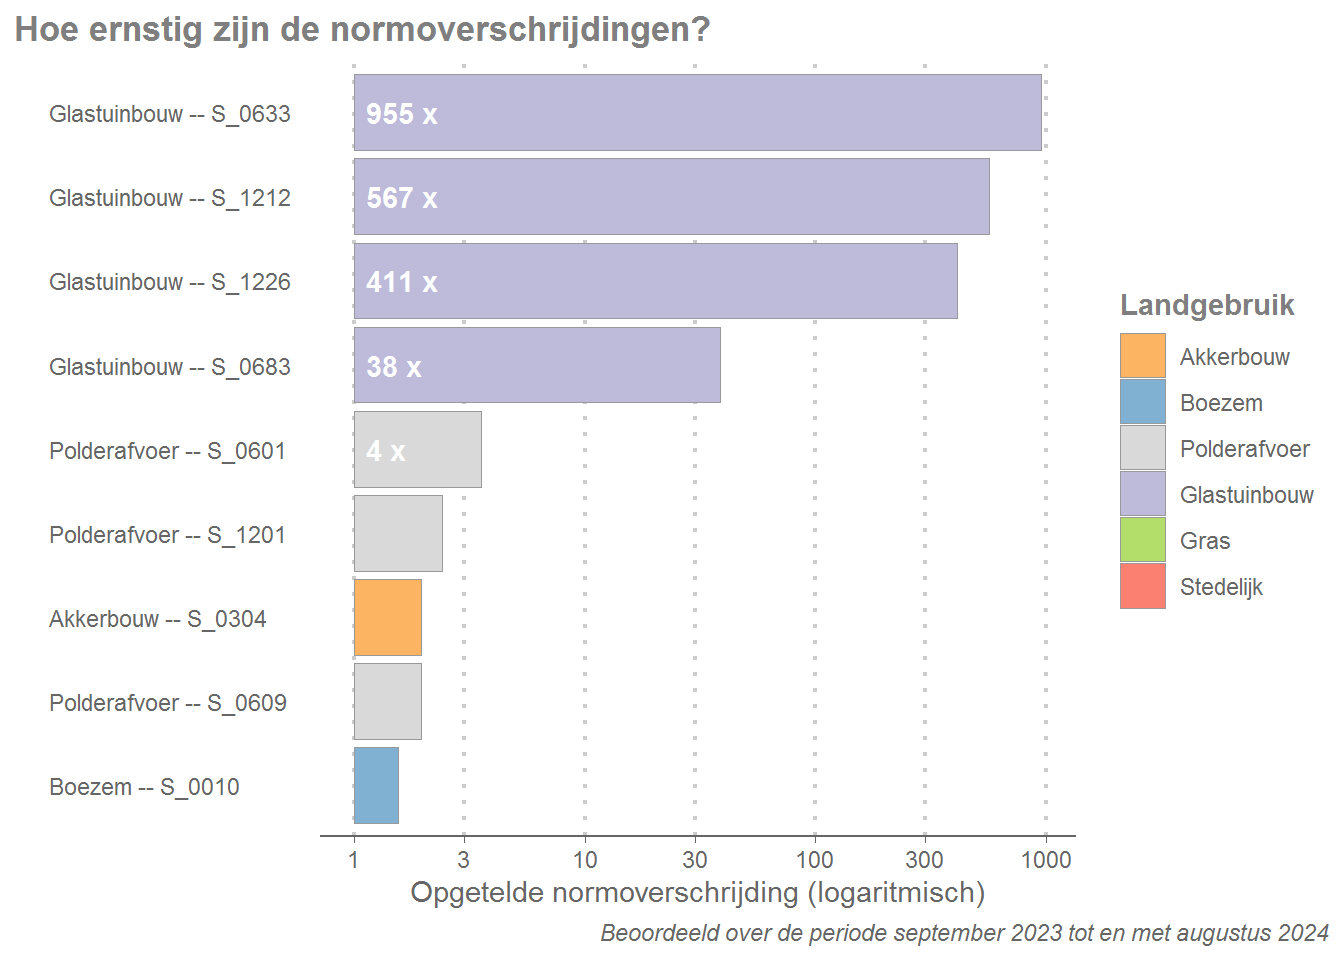 Hoe ernstig zijn de normoverschrijdingen?
Glastuinbouw -- S_0633
955 x
Glastuinbouw -- S_1212
567 x
Glastuinbouw -- S_1226
411 x
Glastuinbouw -- S_0683
38 x
Polderafvoer -- S_0601
4 x
Polderafvoer -- S_1201
Akkerbouw -- S_0304
Polderafvoer -- S_0609
Boezem -- S_0010
1 3 10 30 100 300 1000
Opgetelde normoverschrijding (logaritmisch)
Landgebruik
Akkerbouw
Boezem
Polderafvoer
Glastuinbouw
Gras
Stedelijk
Beoordeeld over de periode september 2023 tot en met augustus 2024